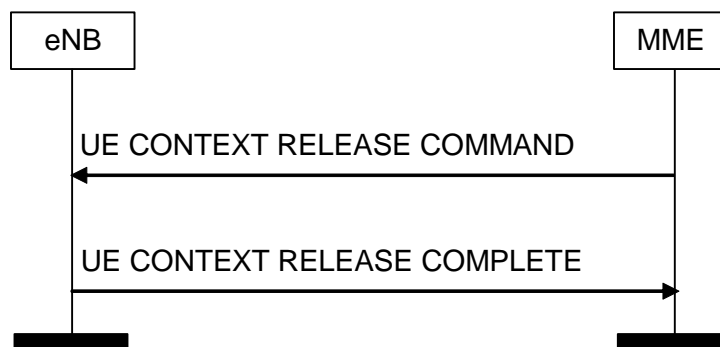 eNB
MME
UE CONTEXT RELEASE COMMAND
UE CONTEXT RELEASE COMPLETE